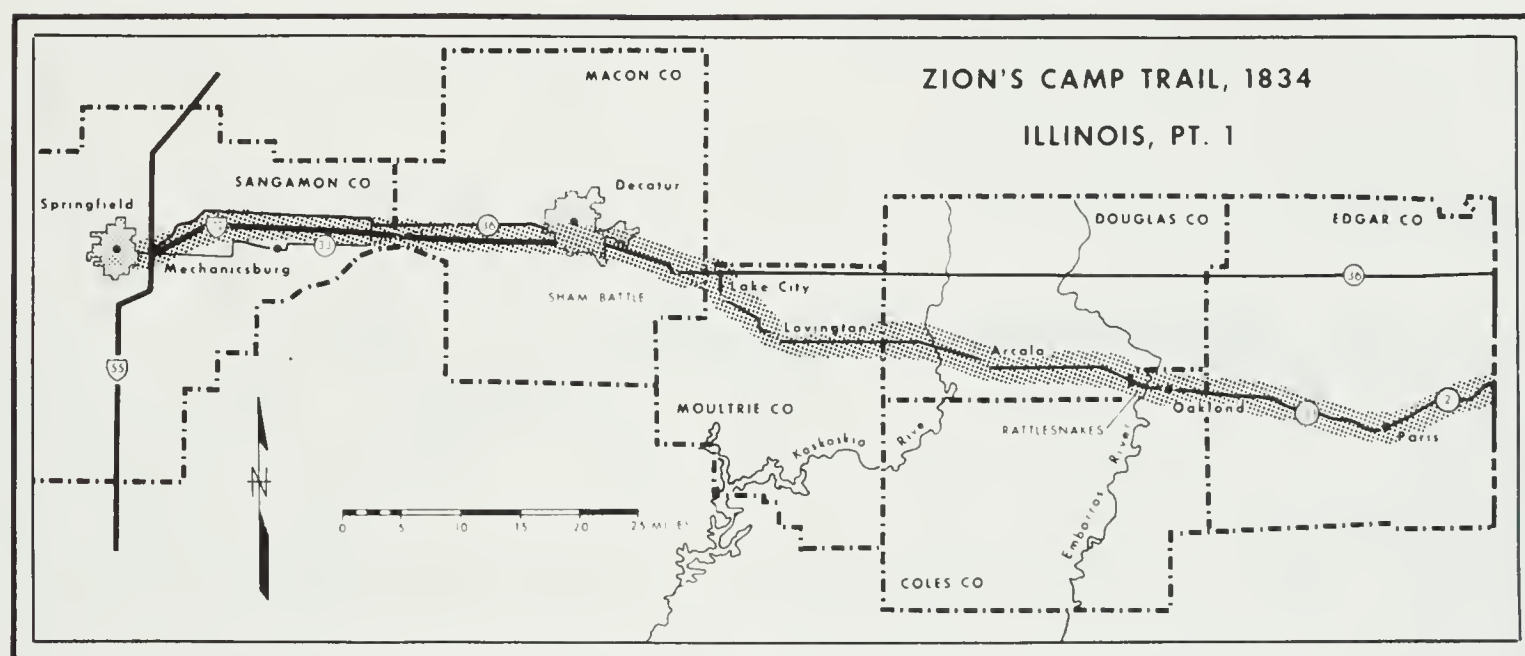 ZION'S CAMP TRAIL, 1834
ILLINOIS, PT. 1
MACON CO
SANGAMON CO
Springfield
Decatur
DOUGLAS CO
EDGAR CO
36
33
Mechanicsburg
SHAM BATTLE
Lake City
36
Lovington
Arcola
55
MOULTRIE CO
Oakland
2
RATTLESNAKES
Paris
Kaskaskia River
Embarras River
N
0 5 10 15 20 25 MILES
COLES CO